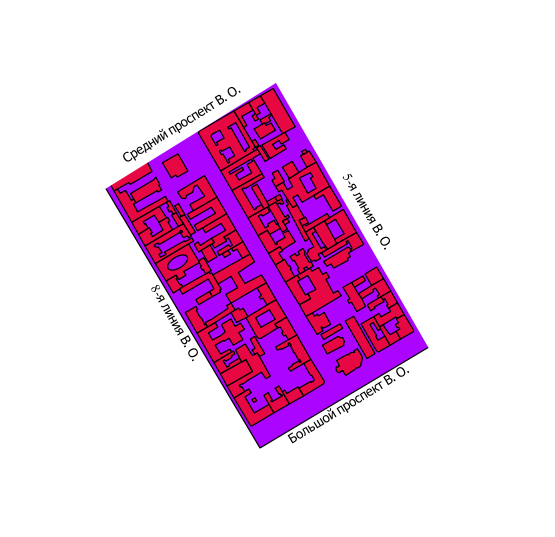 Средний проспект В. О.
5-я линия В. О.
8-я линия В. О.
Большой проспект В. О.